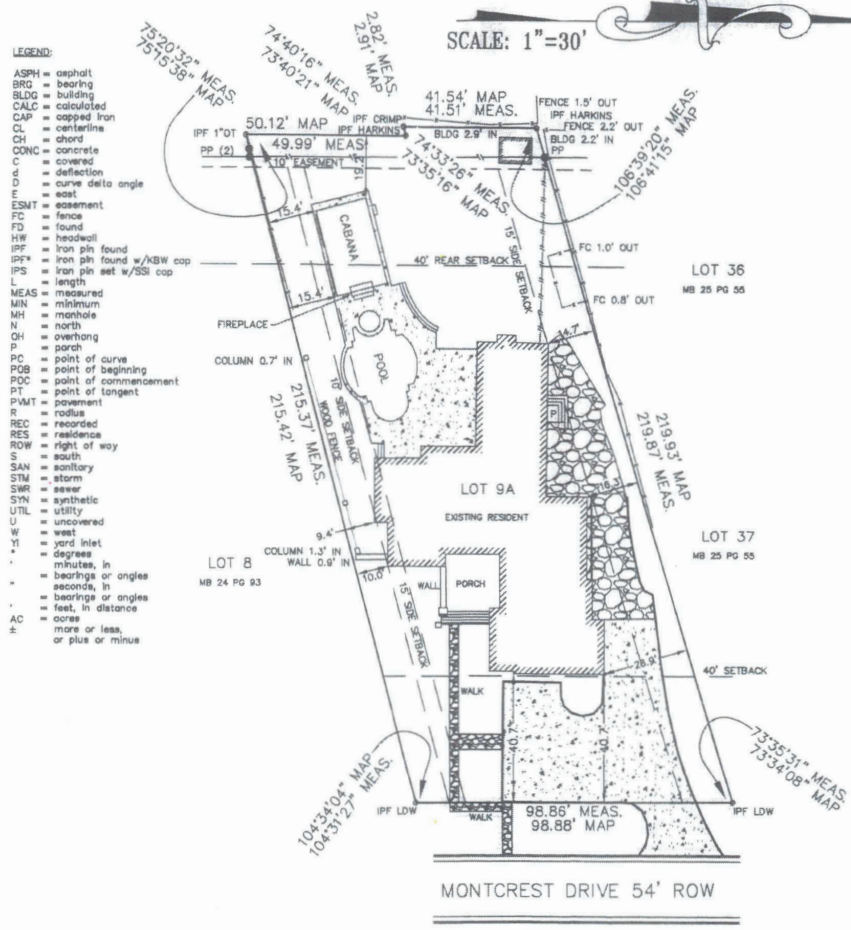 SCALE: 1"=30'
LEGEND:
ASPH = asphalt
BRG = bearing
BLDG = building
CALC = calculated
CAP = capped iron
CL = centerline
CH = chord
CONC = concrete
C = covered
d = deflection
D = curve delta angle
E = east
ESMT = easement
FC = fence
FD = found
HW = headwall
IPF = iron pin found
IPF* = iron pin found w/KBW cap
IPS = iron pin set w/SSI cap
L = length
MEAS = measured
MIN = minimum
MH = manhole
N = north
OH = overhang
P = porch
PC = point of curve
POB = point of beginning
POC = point of commencement
PT = point of tangent
PVMT = pavement
R = radius
REC = recorded
RES = residence
ROW = right of way
S = south
SAN = sanitary
STM = storm
SWR = sewer
SYN = synthetic
UTIL = utility
U = uncovered
W = west
YI = yard inlet
° = degrees
' minutes, in
= bearings or angles
" seconds, in
= bearings or angles
' = feet, in distance
AC = acres
± more or less,
or plus or minus
75°20'32" MEAS.
75°15'38" MAP
74°40'16" MEAS.
73°40'21" MAP
2.82' MEAS.
2.91' MAP
41.54' MAP
41.51' MEAS.
FENCE 1.5' OUT
IPF HARKINS
FENCE 2.2' OUT
BLDG 2.2' IN
PP
IPF CRIMP
IPF HARKINS
BLDG 2.9' IN
IPF 1"OT
50.12' MAP
49.99' MEAS
PP (2)
10' EASEMENT
15.1'
74°33'26" MEAS.
73°35'16" MAP
106°39'20" MEAS.
106°41'15" MAP
15.4'
CABANA
15' SIDE SETBACK
FC 1.0' OUT
40' REAR SETBACK
LOT 36
MB 25 PG 56
FC 0.8' OUT
15.4'
FIREPLACE
14.7'
COLUMN 0.7' IN
POOL
10' SIDE SETBACK
WOOD FENCE
215.37' MEAS.
215.42' MAP
P
219.93' MAP
219.87' MEAS.
16.3'
LOT 9A
EXISTING RESIDENT
LOT 37
MB 25 PG 55
9.4'
LOT 8
MB 24 PG 93
COLUMN 1.3' IN
WALL 0.9' IN
10.0'
WALL
PORCH
15' SIDE SETBACK
28.9'
40' SETBACK
WALK
40.7'
40.7'
104°34'04" MAP
104°31'27" MEAS.
73°35'31" MEAS.
73°34'08" MAP
IPF LDW
WALK
98.86' MEAS.
98.88' MAP
IPF LDW
MONTCREST DRIVE 54' ROW